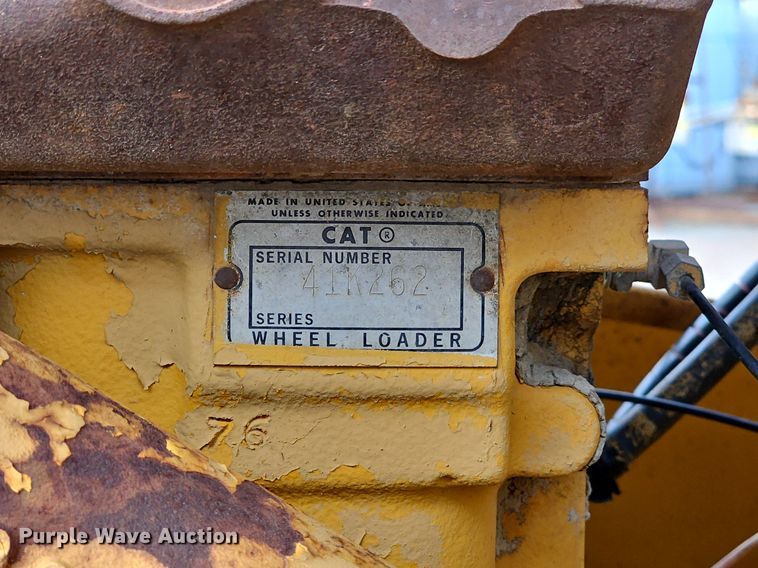 MADE IN UNITED STATES OF
UNLESS OTHERWISE INDICATED
CAT ®
SERIAL NUMBER
41K262
SERIES
WHEEL LOADER
76
Purple Wave Auction